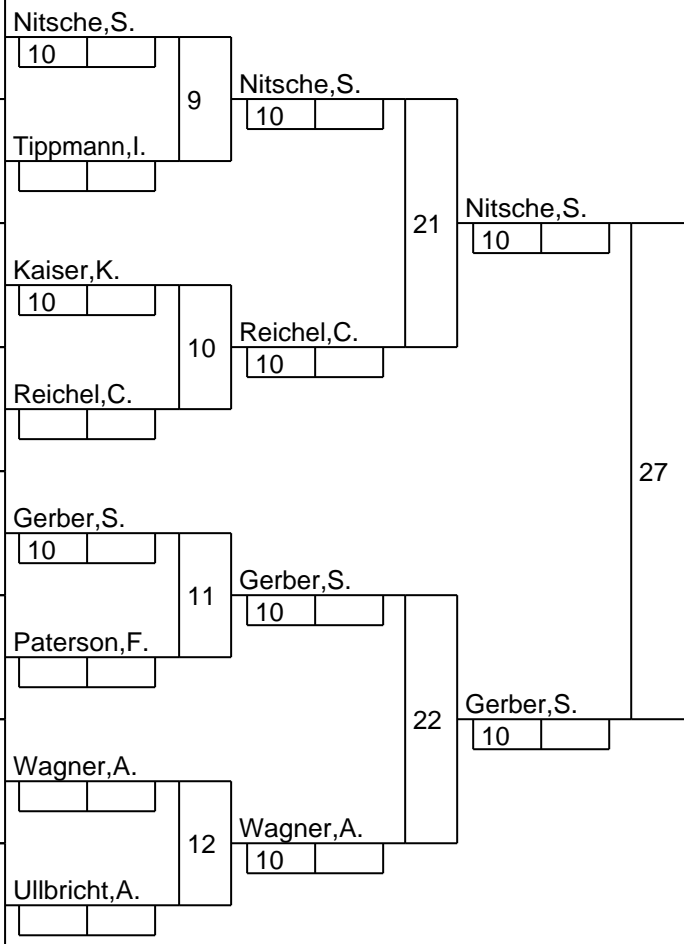 Nitsche,S.
10
9
Tippmann,I.
Kaiser,K.
10
10
Reichel,C.
Gerber,S.
10
11
Paterson,F.
Wagner,A.
12
Ullbricht,A.
Nitsche,S.
10
21
Reichel,C.
10
Gerber,S.
10
22
Wagner,A.
10
Nitsche,S.
10
27
Gerber,S.
10